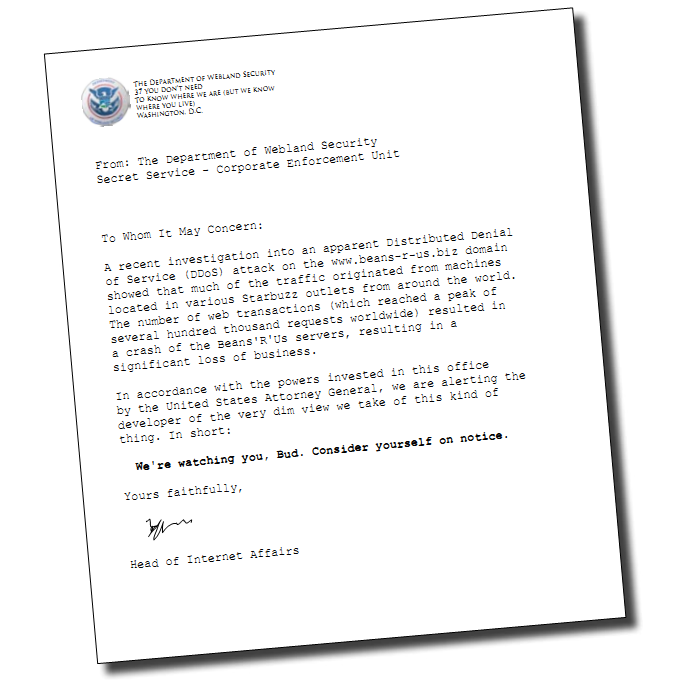 The Department of Webland Security
37 You don't need
to know where we are (but we know
where you live)
Washington, D.C.
From: The Department of Webland Security
Secret Service - Corporate Enforcement Unit
To Whom It May Concern:
A recent investigation into an apparent Distributed Denial
of Service (DDoS) attack on the www.beans-r-us.biz domain
showed that much of the traffic originated from machines
located in various Starbuzz outlets from around the world.
The number of web transactions (which reached a peak of
several hundred thousand requests worldwide) resulted in
a crash of the Beans'R'Us servers, resulting in a
significant loss of business.
In accordance with the powers invested in this office
by the United States Attorney General, we are alerting the
developer of the very dim view we take of this kind of
thing. In short:
We're watching you, Bud. Consider yourself on notice.
Yours faithfully,
Head of Internet Affairs